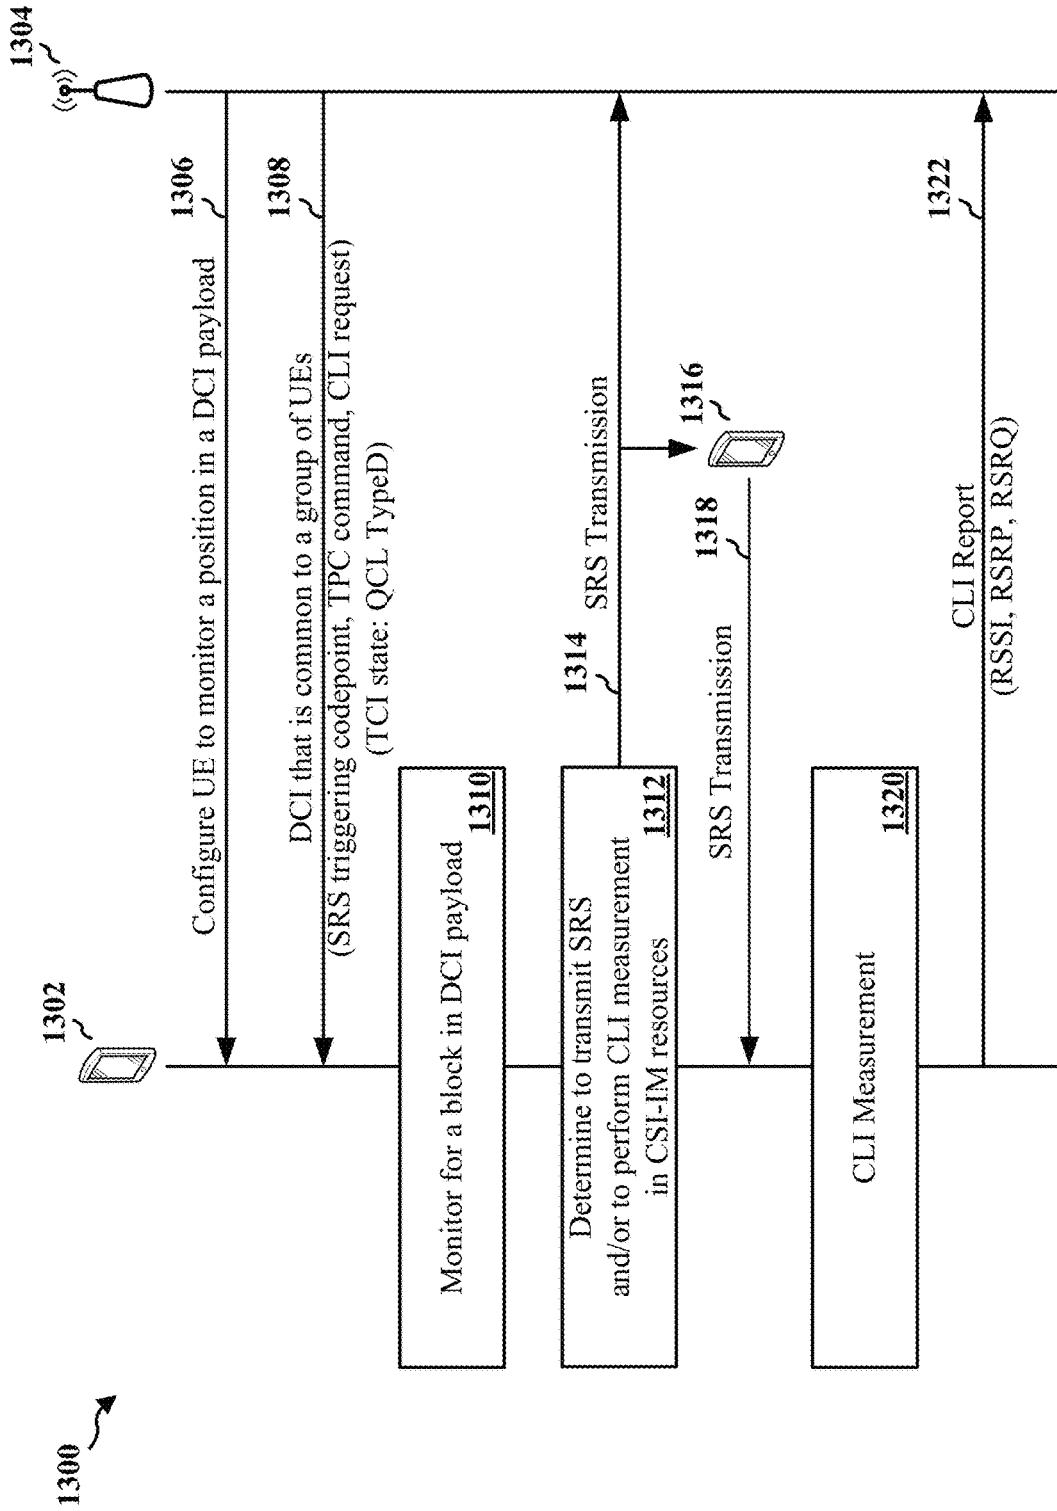 1300
1302
1304
1306
Configure UE to monitor a position in a DCI payload
1308
DCI that is common to a group of UEs
(SRS triggering codepoint, TPC command, CLI request)
(TCI state: QCL TypeD)
Monitor for a block in DCI payload
1310
Determine to transmit SRS
and/or to perform CLI measurement
in CSI-IM resources
1312
1314
SRS Transmission
1316
1318
SRS Transmission
CLI Measurement
1320
1322
CLI Report
(RSSI, RSRP, RSRQ)